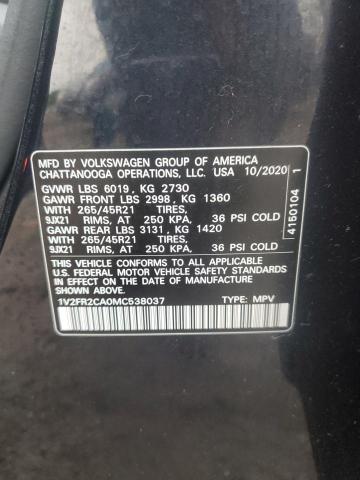 MFD BY VOLKSWAGEN GROUP OF AMERICA
CHATTANOOGA OPERATIONS, LLC. USA 10/2020
GVWR LBS 6019, KG 2730
GAWR FRONT LBS 2998, KG 1360
WITH 265/45R21 TIRES,
9JX21 RIMS, AT 250 KPA, 36 PSI COLD
GAWR REAR LBS 3131, KG 1420
WITH 265/45R21 TIRES,
9JX21 RIMS, AT 250 KPA, 36 PSI COLD
THIS VEHICLE CONFORMS TO ALL APPLICABLE
U.S. FEDERAL MOTOR VEHICLE SAFETY STANDARDS
IN EFFECT ON THE DATE OF MANUFACTURE
SHOWN ABOVE.
1V2FR2CA0MC538037 TYPE: MPV
4150104 1